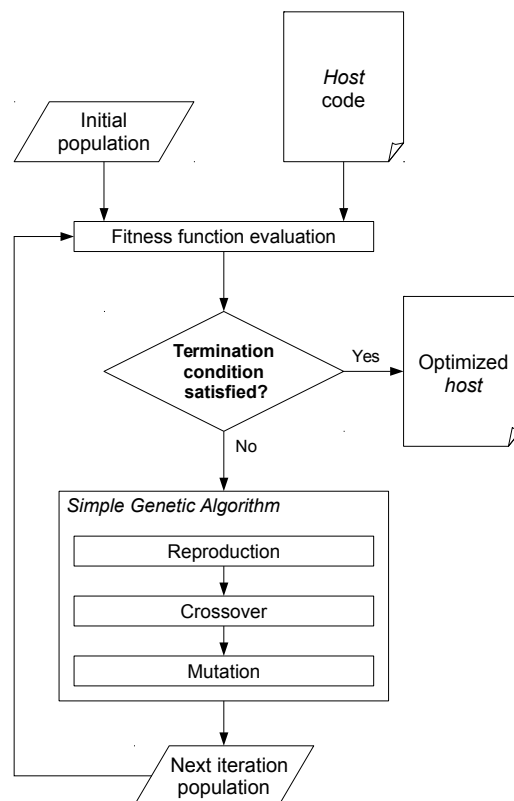 Host
code
Initial
population
Fitness function evaluation
Termination
condition
satisfied?
Yes
Optimized
host
No
Simple Genetic Algorithm
Reproduction
Crossover
Mutation
Next iteration
population